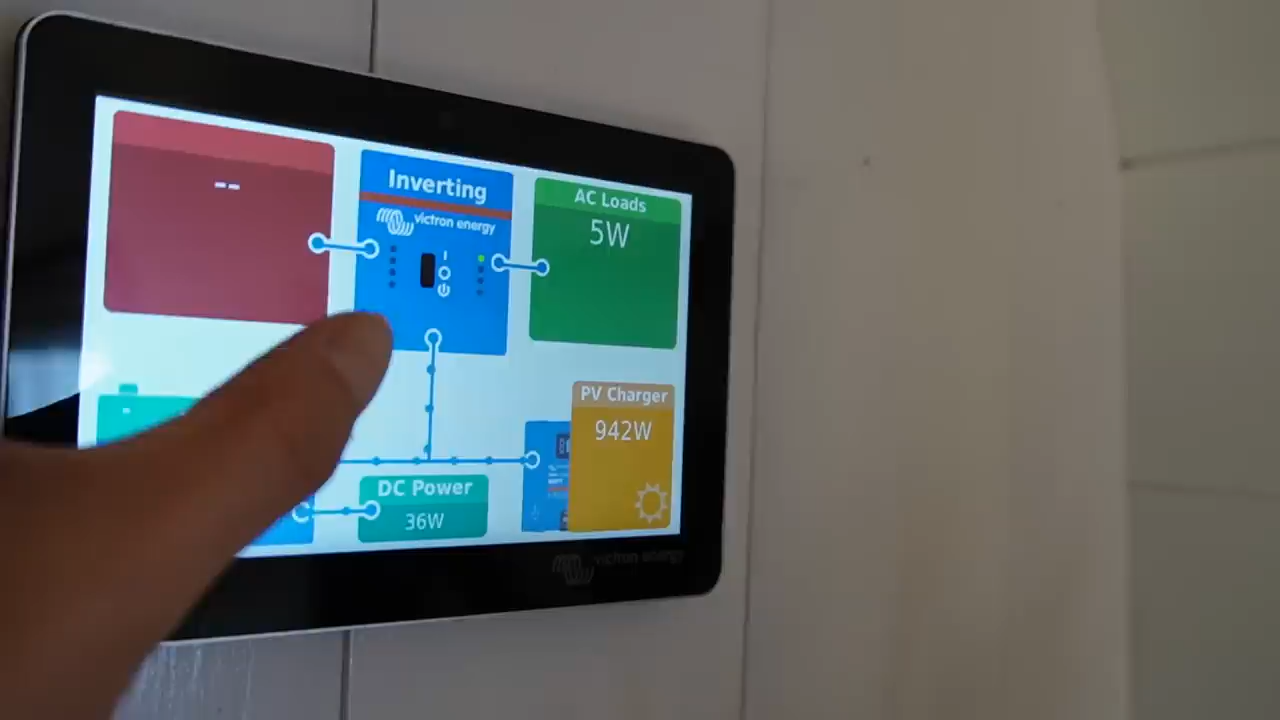 --
Inverting
victron energy
AC Loads
5W
PV Charger
942W
DC Power
36W
victron energy